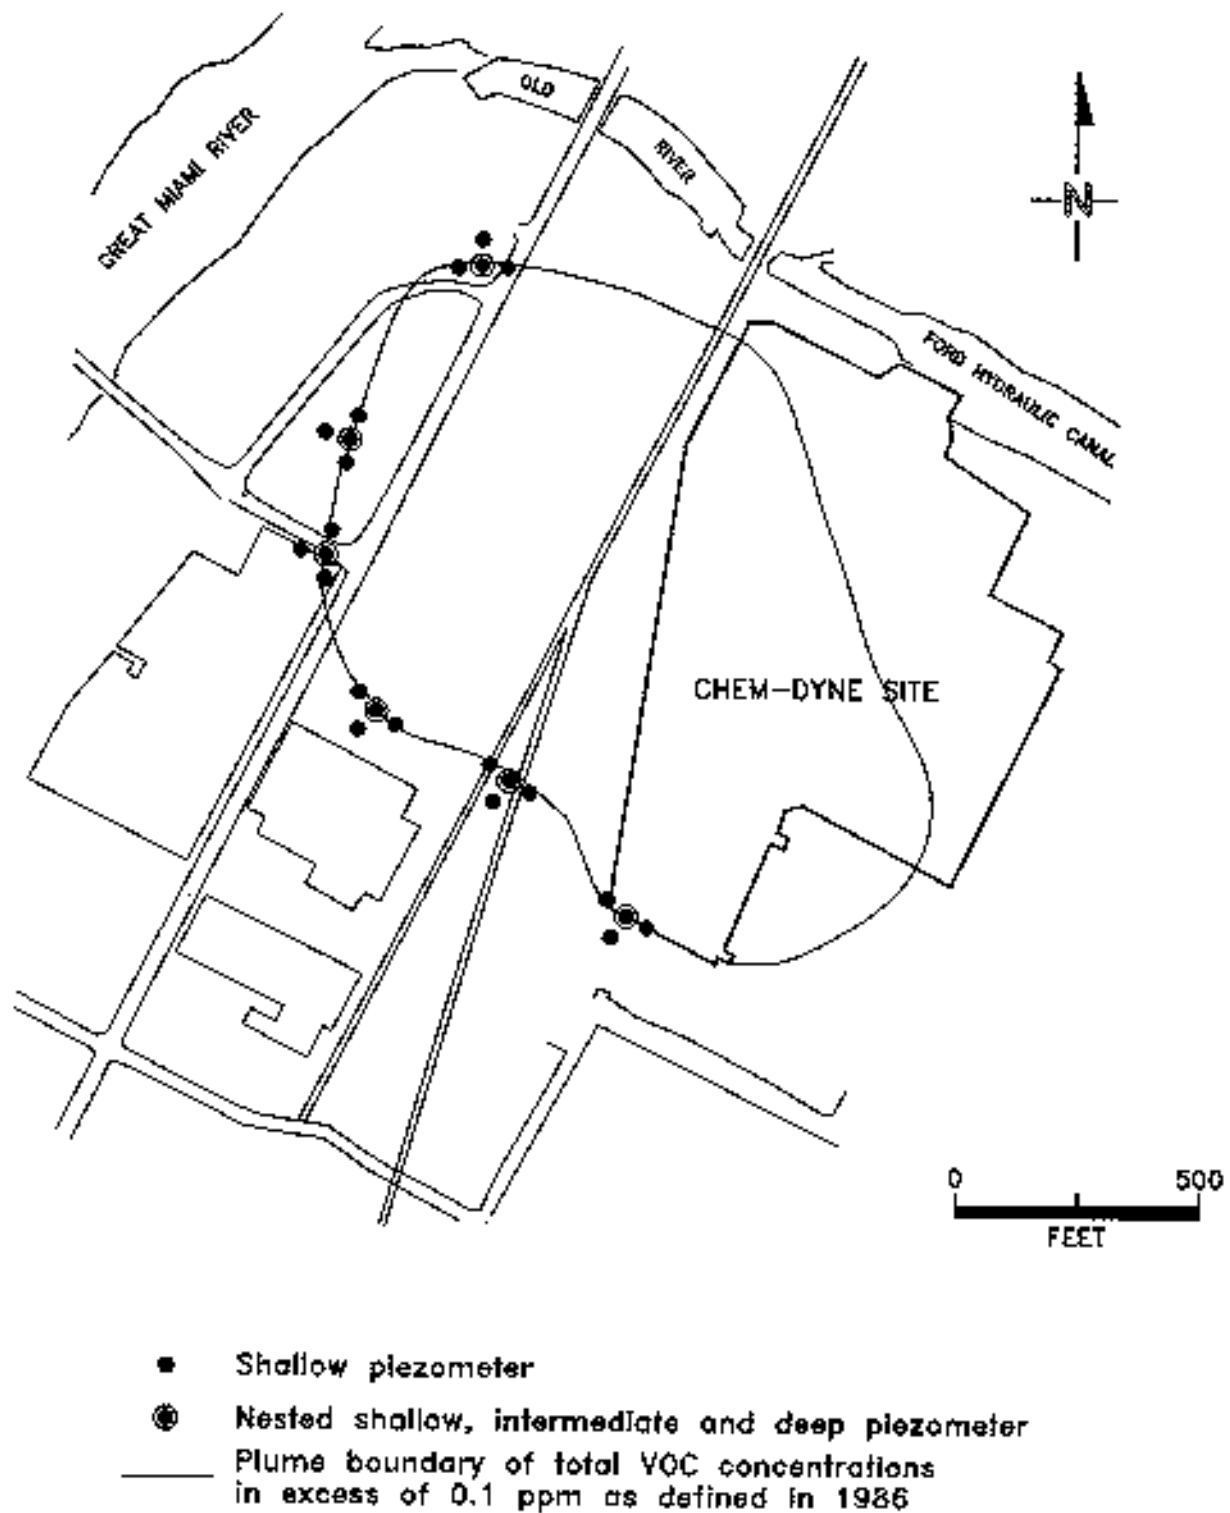 OLD
RIVER
GREAT MIAMI RIVER
N
FORD HYDRAULIC CANAL
CHEM-DYNE SITE
0 500
FEET
Shallow piezometer
Nested shallow, intermediate and deep piezometer
Plume boundary of total VOC concentrations
in excess of 0.1 ppm as defined in 1986